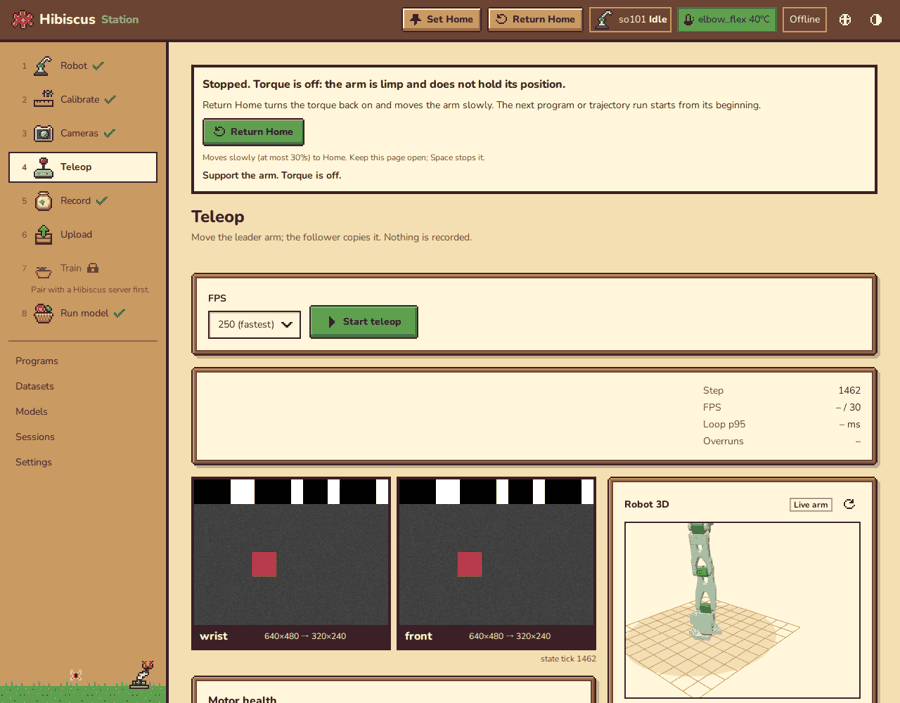 Hibiscus Station
Set Home
Return Home
so101 Idle
elbow_flex 40°C
Offline
1 Robot
2 Calibrate
3 Cameras
4 Teleop
5 Record
6 Upload
7 Train
Pair with a Hibiscus server first.
8 Run model
Programs
Datasets
Models
Sessions
Settings
Stopped. Torque is off: the arm is limp and does not hold its position.
Return Home turns the torque back on and moves the arm slowly. The next program or trajectory run starts from its beginning.
Return Home
Moves slowly (at most 30%) to Home. Keep this page open; Space stops it.
Support the arm. Torque is off.
Teleop
Move the leader arm; the follower copies it. Nothing is recorded.
FPS
250 (fastest)
Start teleop
Step 1462
FPS – / 30
Loop p95 – ms
Overruns –
wrist 640×480 → 320×240
front 640×480 → 320×240
state tick 1462
Robot 3D
Live arm
Motor health